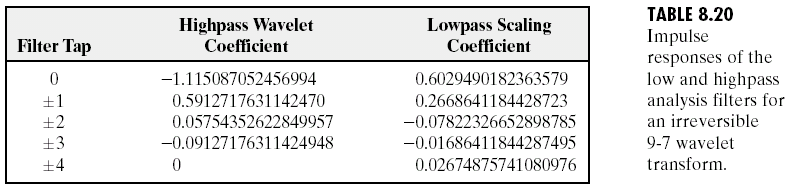 Filter Tap Highpass Wavelet Coefficient Lowpass Scaling Coefficient
0 −1.115087052456994 0.6029490182363579
±1 0.5912717631142470 0.2668641184428723
±2 0.05754352622849957 −0.07822326652898785
±3 −0.09127176311424948 −0.01686411844287495
±4 0 0.02674875741080976
TABLE 8.20
Impulse
responses of the
low and highpass
analysis filters for
an irreversible
9-7 wavelet
transform.